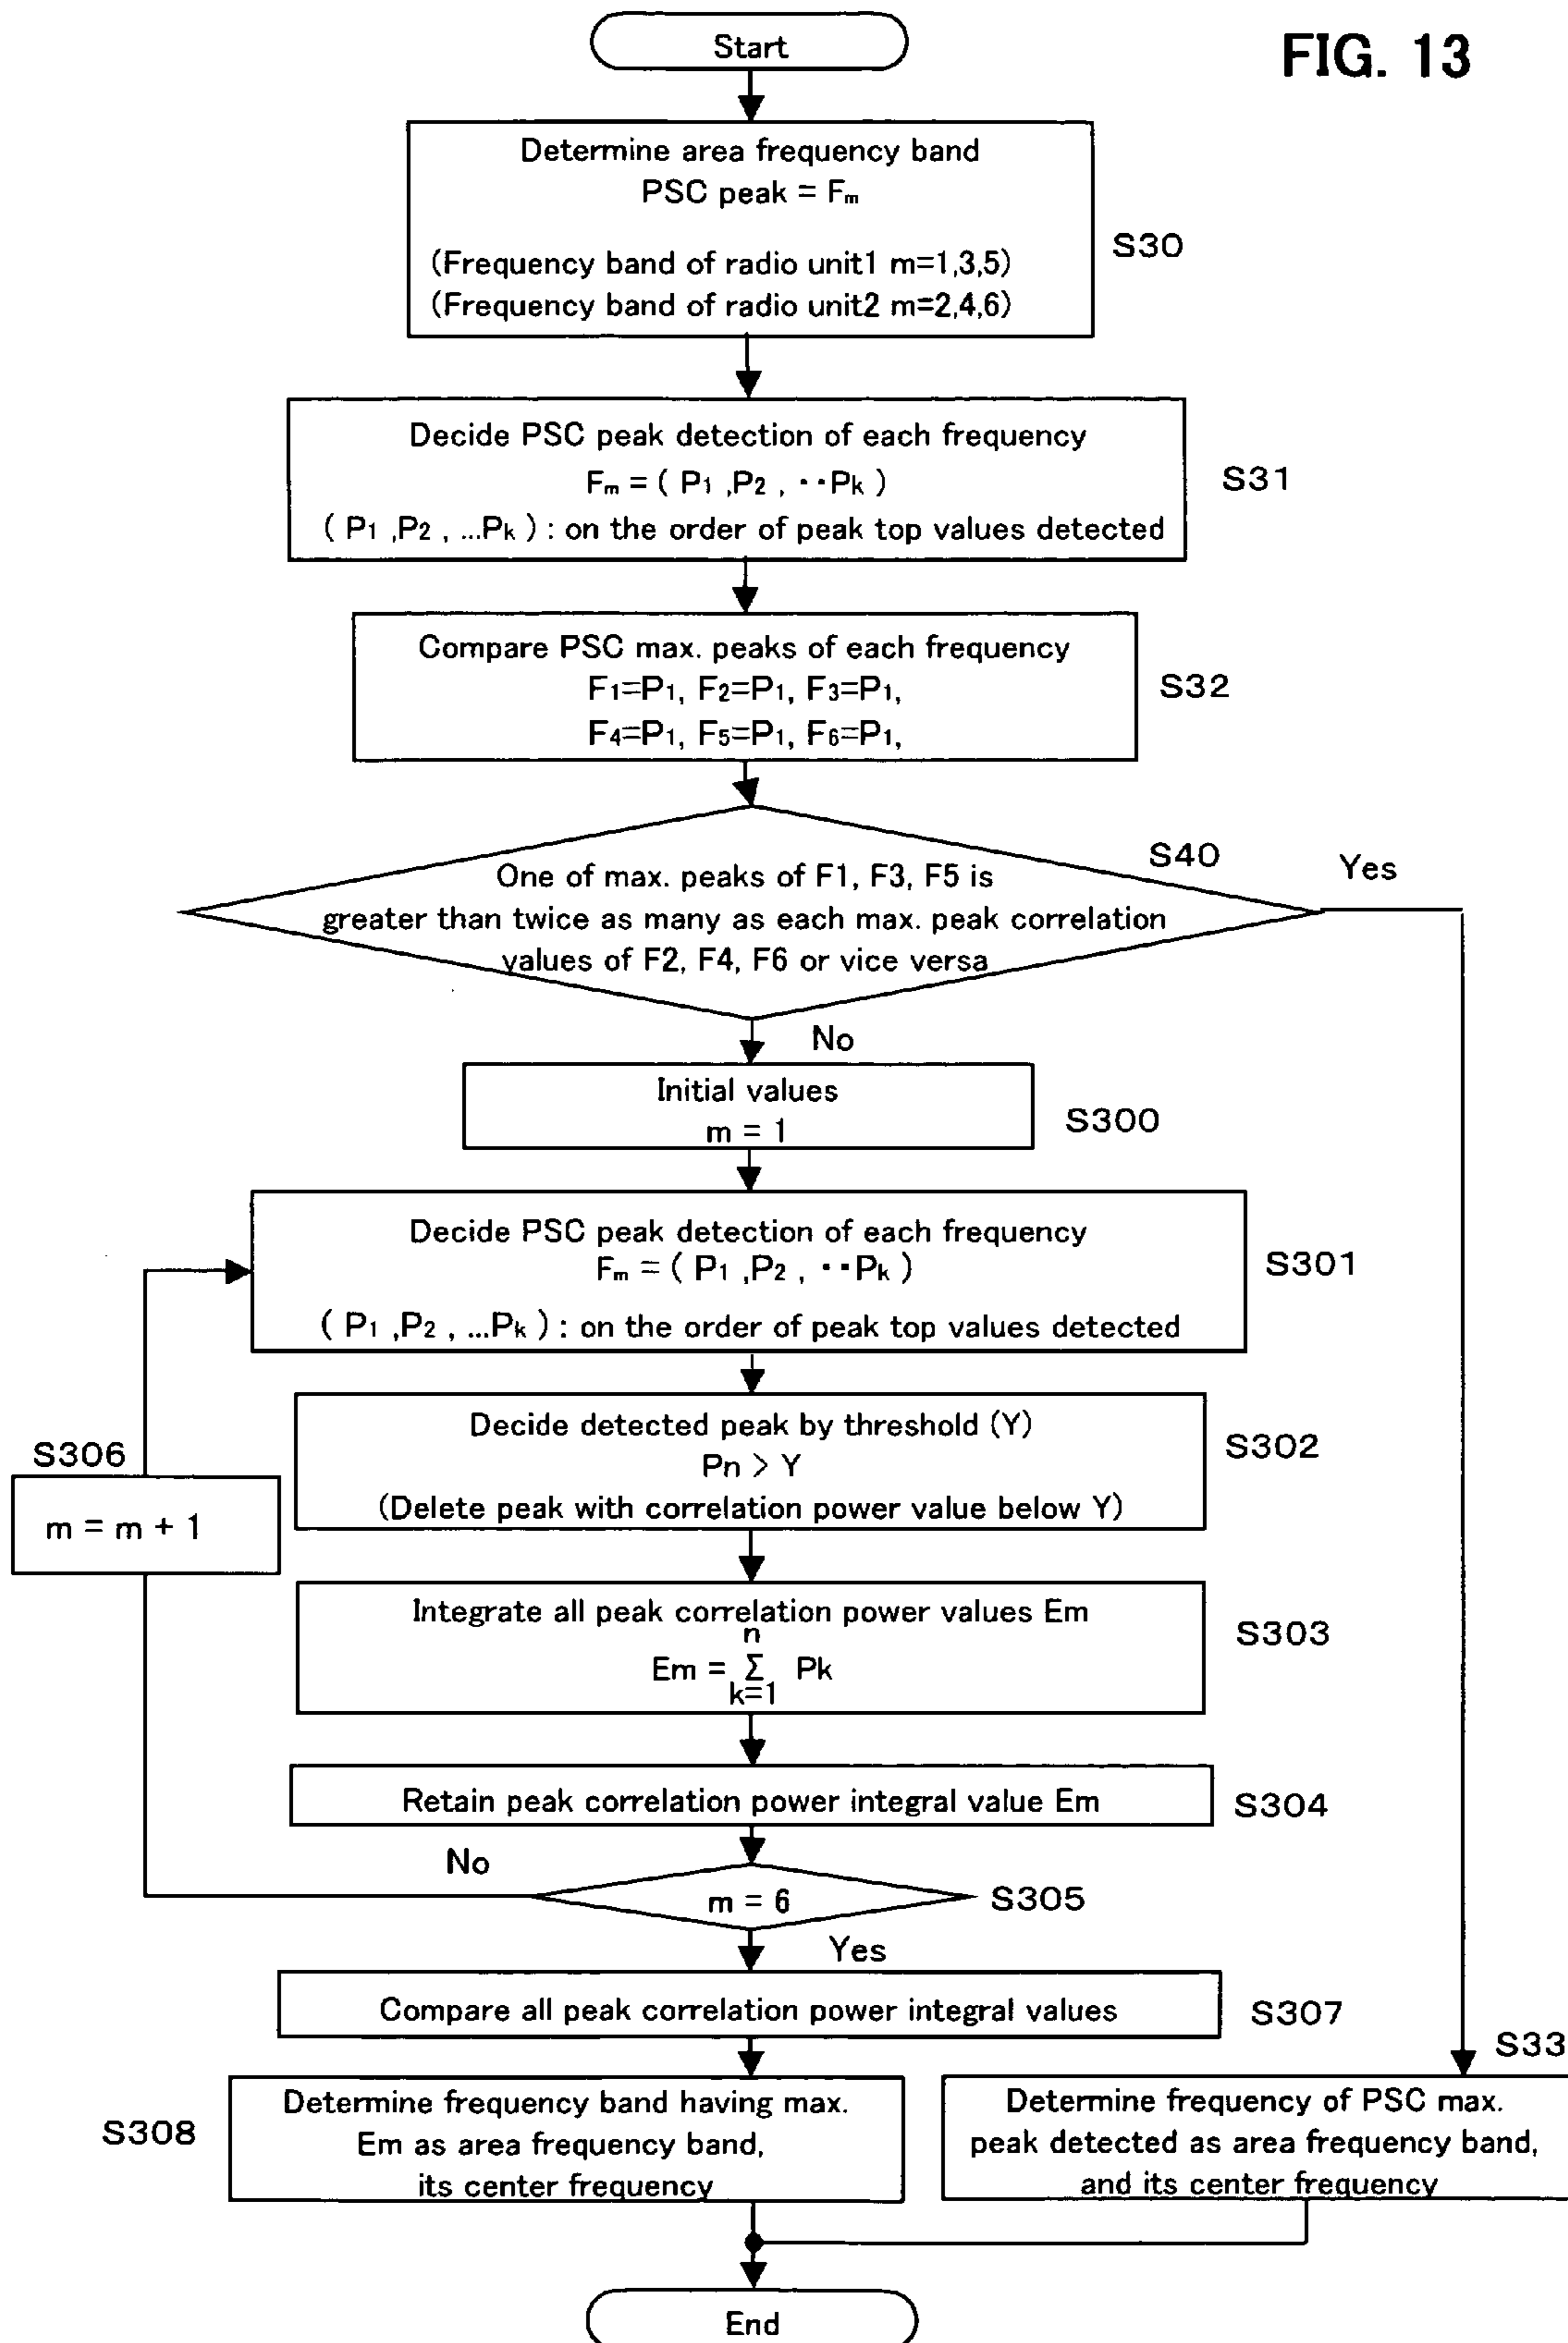 FIG. 13
Start
Determine area frequency band
PSC peak = Fm
(Frequency band of radio unit1 m=1,3,5)
(Frequency band of radio unit2 m=2,4,6)
S30
Decide PSC peak detection of each frequency
Fm = ( P1 ,P2 , ··Pk )
( P1 ,P2 , ...Pk ) : on the order of peak top values detected
S31
Compare PSC max. peaks of each frequency
F1=P1, F2=P1, F3=P1,
F4=P1, F5=P1, F6=P1,
S32
S40
Yes
One of max. peaks of F1, F3, F5 is
greater than twice as many as each max. peak correlation
values of F2, F4, F6 or vice versa
No
Initial values
m = 1
S300
Decide PSC peak detection of each frequency
Fm = ( P1 ,P2 , ··Pk )
( P1 ,P2 , ...Pk ) : on the order of peak top values detected
S301
Decide detected peak by threshold (Y)
Pn > Y
(Delete peak with correlation power value below Y)
S302
S306
m = m + 1
Integrate all peak correlation power values Em
n
Em = Σ Pk
k=1
S303
Retain peak correlation power integral value Em
S304
No
m = 6
S305
Yes
Compare all peak correlation power integral values
S307
S33
Determine frequency band having max.
Em as area frequency band,
its center frequency
S308
Determine frequency of PSC max.
peak detected as area frequency band,
and its center frequency
End